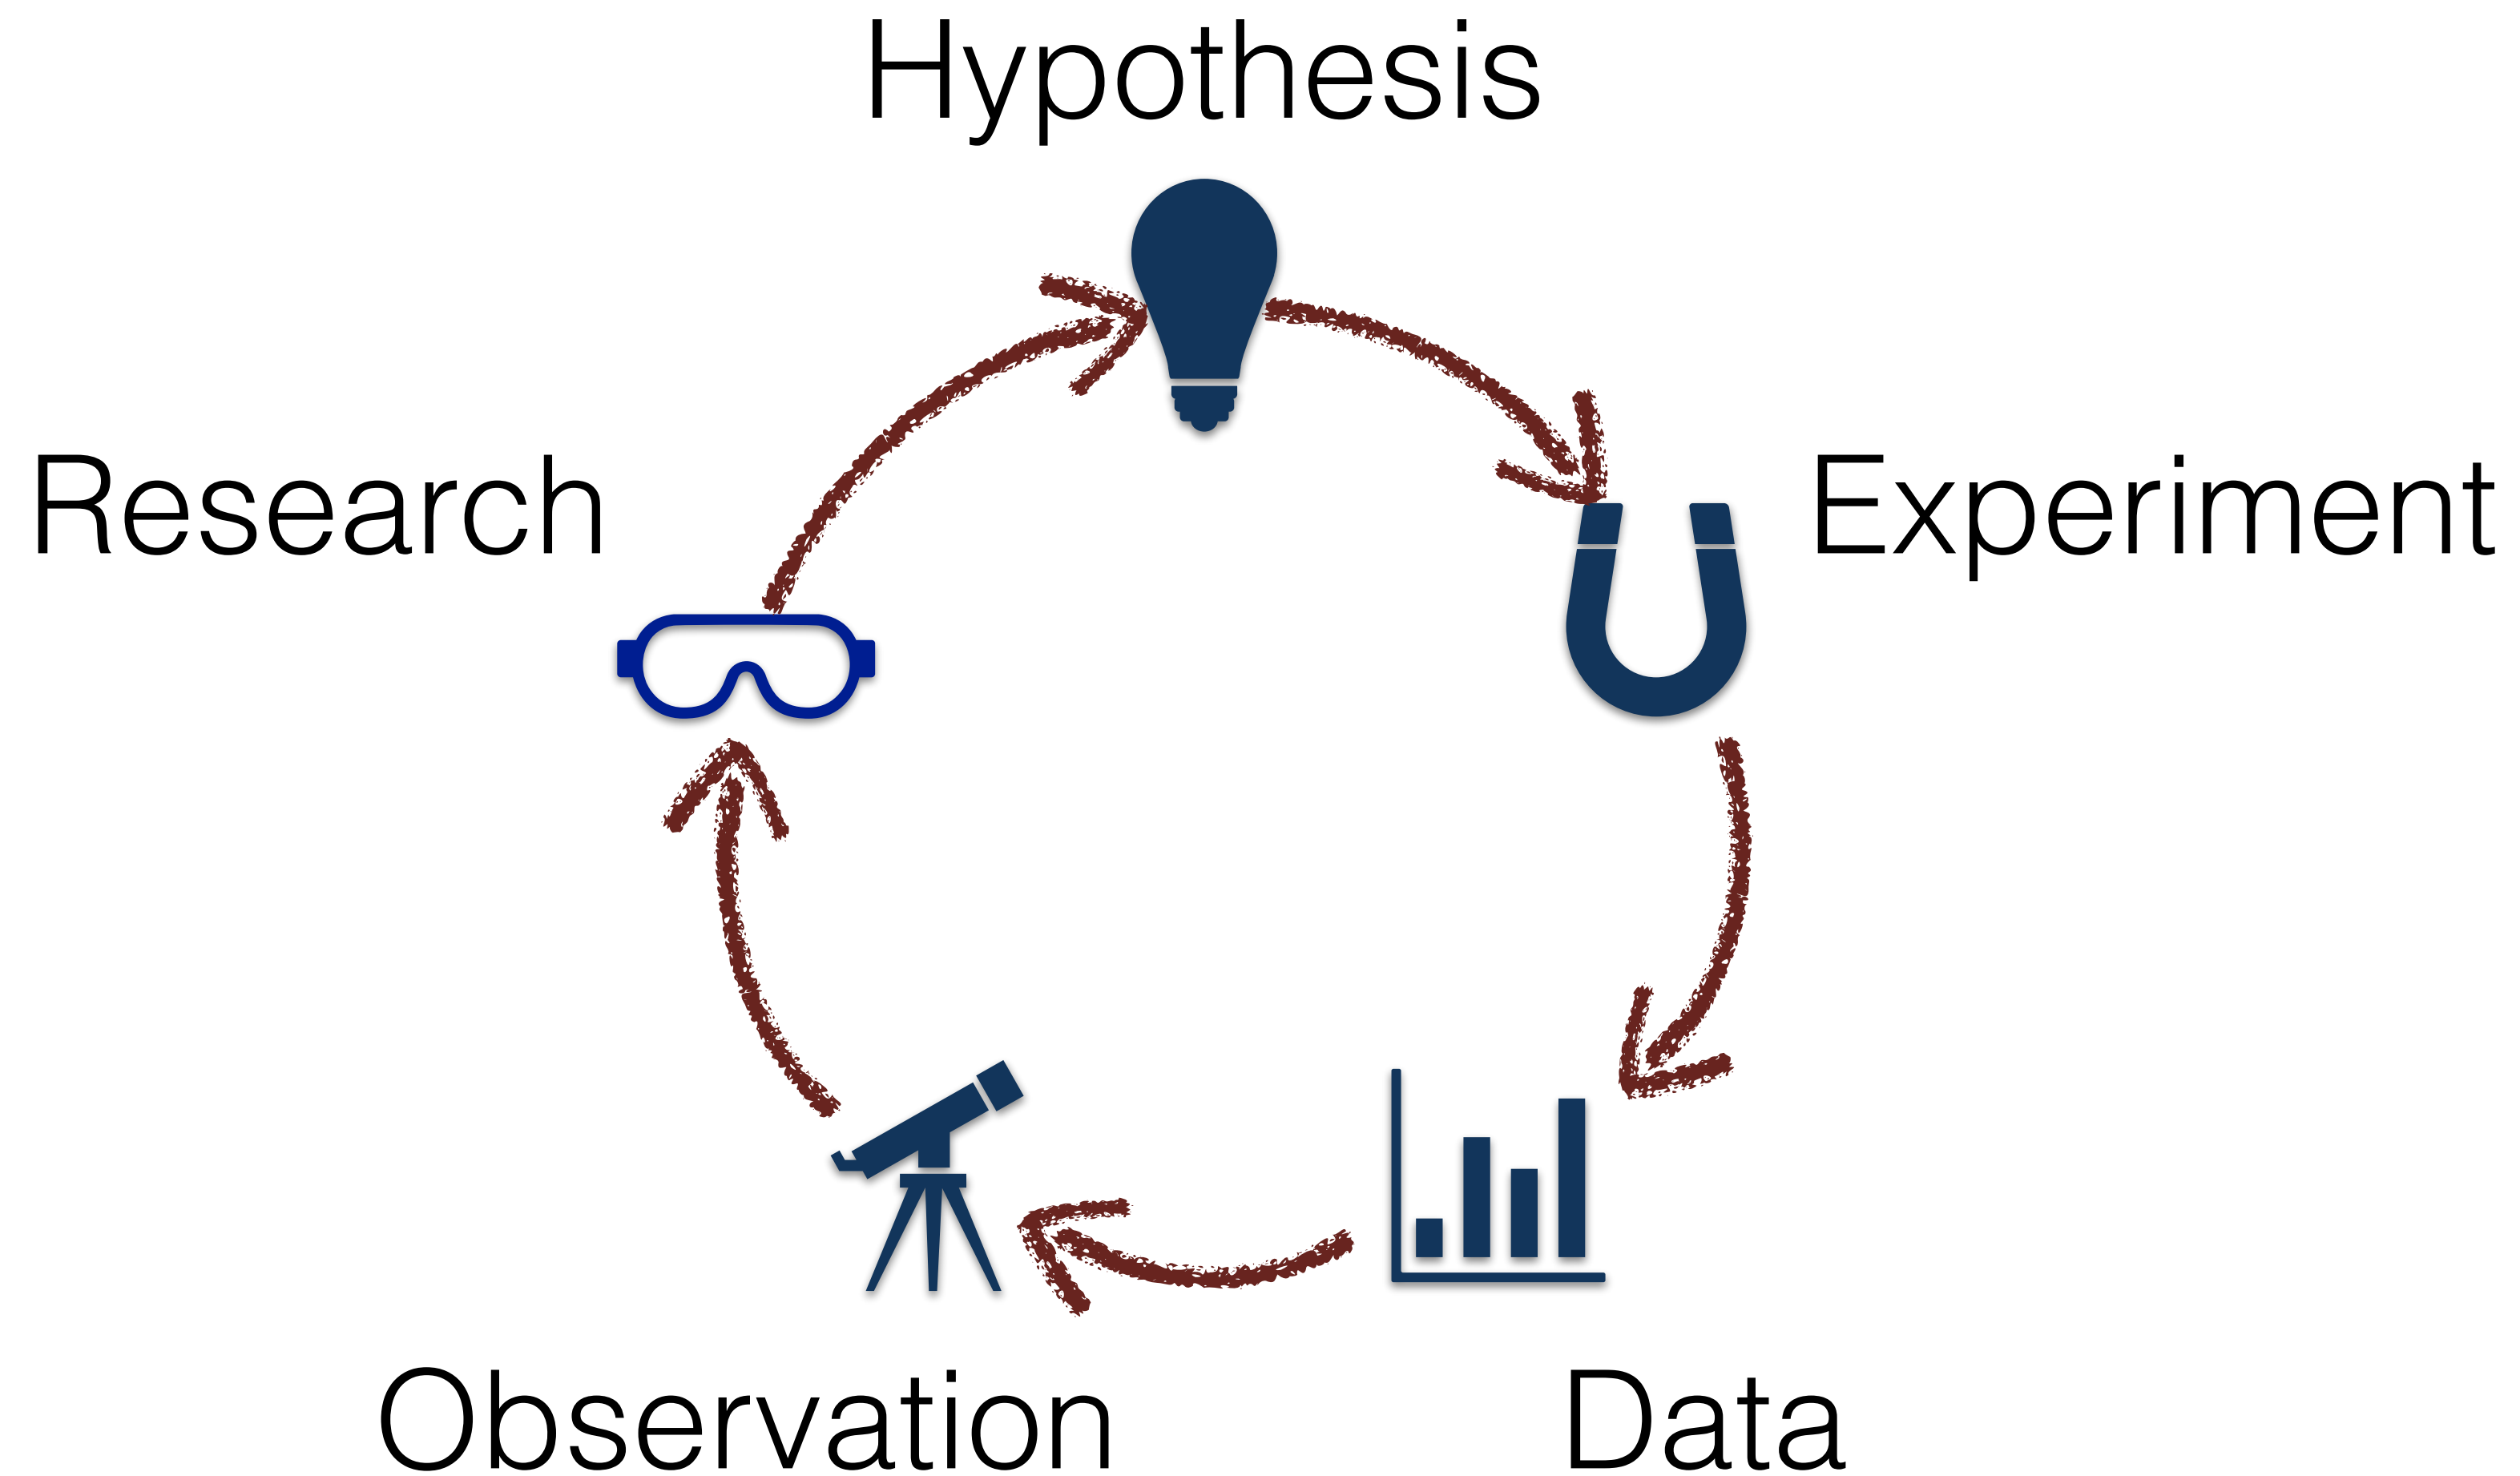 Hypothesis
Research
Experiment
Observation
Data